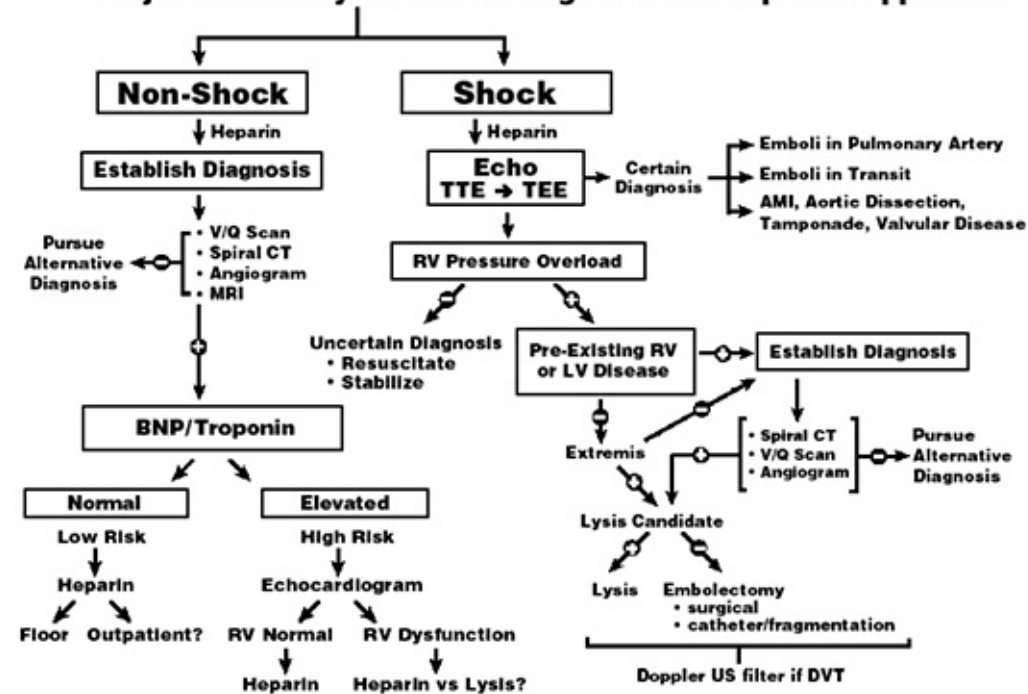 Non-Shock
Shock
Heparin
Heparin
Establish Diagnosis
Echo
TTE → TEE
Certain
Diagnosis
Emboli in Pulmonary Artery
Emboli in Transit
AMI, Aortic Dissection,
Tamponade, Valvular Disease
Pursue
Alternative
Diagnosis
• V/Q Scan
• Spiral CT
• Angiogram
• MRI
RV Pressure Overload
Uncertain Diagnosis
• Resuscitate
• Stabilize
Pre-Existing RV
or LV Disease
Establish Diagnosis
BNP/Troponin
Extremis
• Spiral CT
• V/Q Scan
• Angiogram
Pursue
Alternative
Diagnosis
Normal
Elevated
Low Risk
High Risk
Lysis Candidate
Heparin
Echocardiogram
Lysis
Embolectomy
• surgical
• catheter/fragmentation
Floor
Outpatient?
RV Normal
RV Dysfunction
Heparin
Heparin vs Lysis?
Doppler US filter if DVT